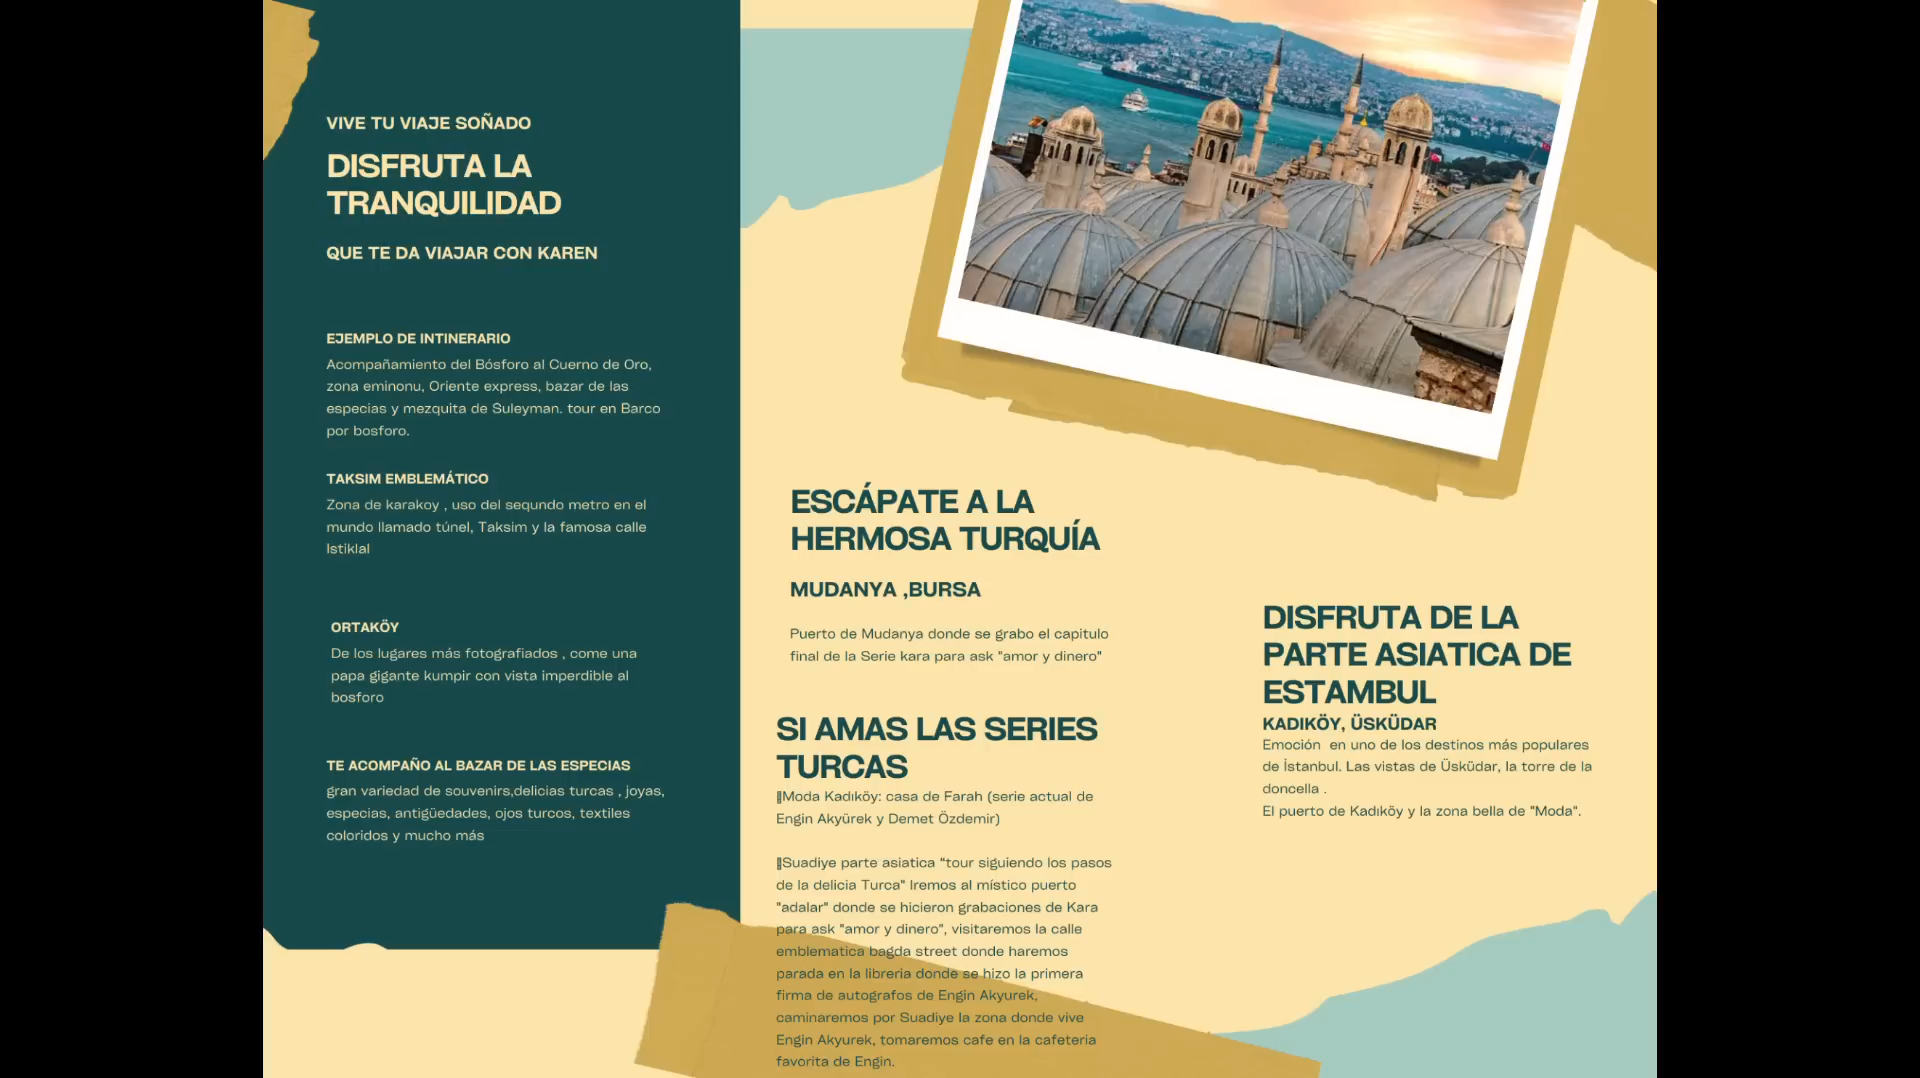 VIVE TU VIAJE SOÑADO
DISFRUTA LA
TRANQUILIDAD
QUE TE DA VIAJAR CON KAREN
EJEMPLO DE INTINERARIO
Acompañamiento del Bósforo al Cuerno de Oro,
zona eminonu, Oriente express, bazar de las
especias y mezquita de Suleyman. tour en Barco
por bosforo.
TAKSIM EMBLEMÁTICO
Zona de karakoy , uso del segundo metro en el
mundo llamado túnel, Taksim y la famosa calle
Istiklal
ORTAKÖY
De los lugares más fotografiados , come una
papa gigante kumpir con vista imperdible al
bosforo
TE ACOMPAÑO AL BAZAR DE LAS ESPECIAS
gran variedad de souvenirs,delicias turcas , joyas,
especias, antigüedades, ojos turcos, textiles
coloridos y mucho más
ESCÁPATE A LA
HERMOSA TURQUÍA
MUDANYA ,BURSA
Puerto de Mudanya donde se grabo el capitulo
final de la Serie kara para ask "amor y dinero"
SI AMAS LAS SERIES
TURCAS
Moda Kadıköy: casa de Farah (serie actual de
Engin Akyürek y Demet Özdemir)
Suadiye parte asiatica "tour siguiendo los pasos
de la delicia Turca" Iremos al místico puerto
"adalar" donde se hicieron grabaciones de Kara
para ask "amor y dinero", visitaremos la calle
emblematica bagda street donde haremos
parada en la libreria donde se hizo la primera
firma de autografos de Engin Akyurek,
caminaremos por Suadiye la zona donde vive
Engin Akyurek, tomaremos cafe en la cafeteria
favorita de Engin.
DISFRUTA DE LA
PARTE ASIATICA DE
ESTAMBUL
KADIKÖY, ÜSKÜDAR
Emoción en uno de los destinos más populares
de İstanbul. Las vistas de Üsküdar, la torre de la
doncella .
El puerto de Kadıköy y la zona bella de "Moda".